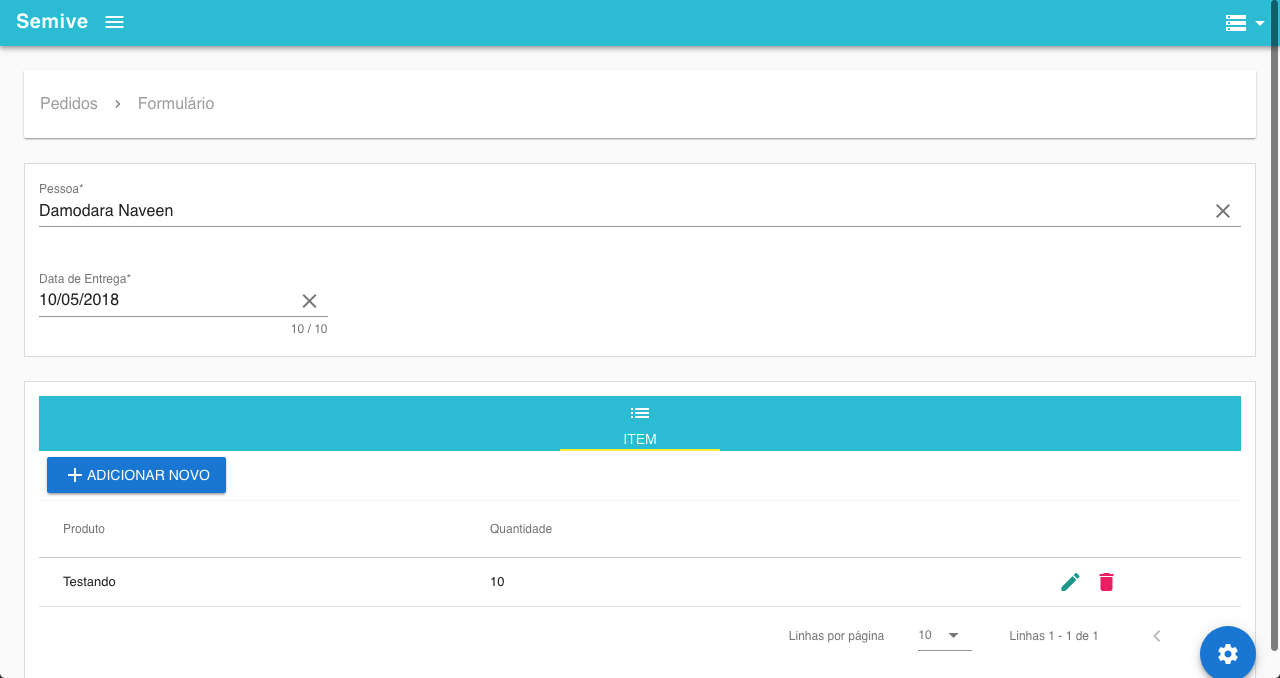 Semive
Pedidos Formulário
Pessoa*
Damodara Naveen
Data de Entrega*
10/05/2018
10 / 10
ITEM
ADICIONAR NOVO
Produto Quantidade
Testando 10
Linhas por página 10 Linhas 1 - 1 de 1